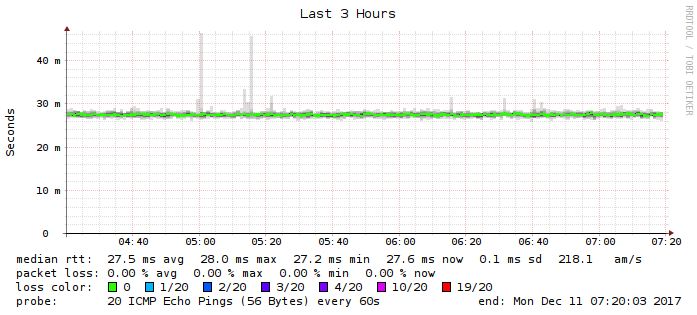 Last 3 Hours
RRDTOOL / TOBI OETIKER
Seconds
40 m
30 m
20 m
10 m
0
04:40 05:00 05:20 05:40 06:00 06:20 06:40 07:00 07:20
median rtt: 27.5 ms avg 28.0 ms max 27.2 ms min 27.6 ms now 0.1 ms sd 218.1 am/s
packet loss: 0.00 % avg 0.00 % max 0.00 % min 0.00 % now
loss color: 0 1/20 2/20 3/20 4/20 10/20 19/20
probe: 20 ICMP Echo Pings (56 Bytes) every 60s end: Mon Dec 11 07:20:03 2017